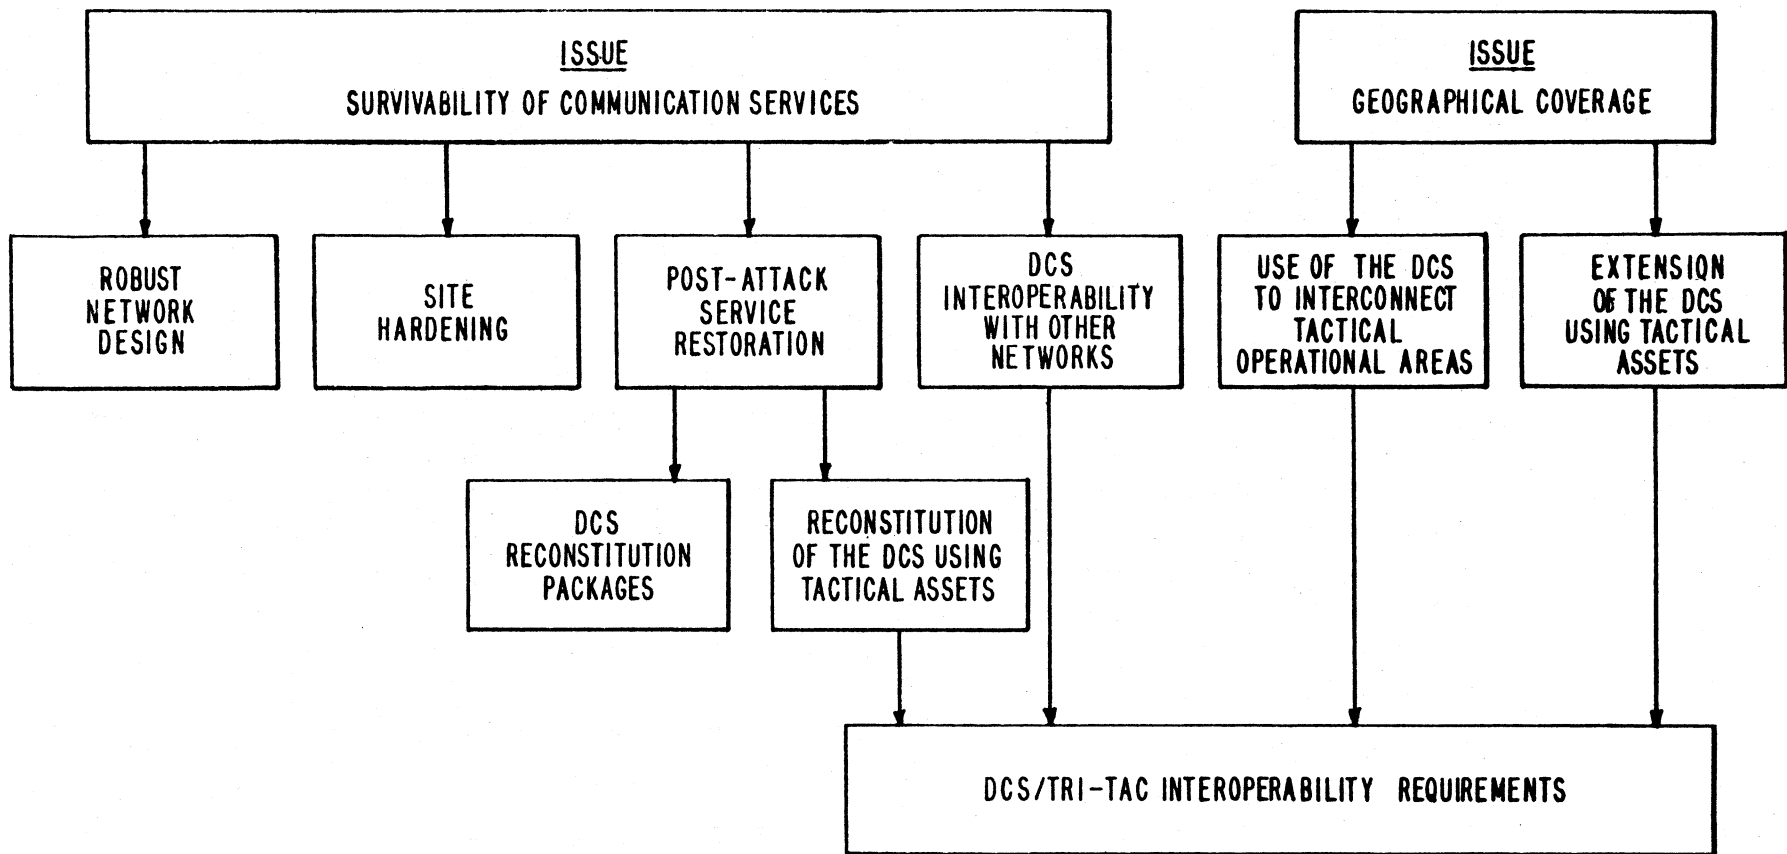 ISSUE
SURVIVABILITY OF COMMUNICATION SERVICES
ISSUE
GEOGRAPHICAL COVERAGE
ROBUST
NETWORK
DESIGN
SITE
HARDENING
POST-ATTACK
SERVICE
RESTORATION
DCS
INTEROPERABILITY
WITH OTHER
NETWORKS
USE OF THE DCS
TO INTERCONNECT
TACTICAL
OPERATIONAL AREAS
EXTENSION
OF THE DCS
USING TACTICAL
ASSETS
DCS
RECONSTITUTION
PACKAGES
RECONSTITUTION
OF THE DCS USING
TACTICAL ASSETS
DCS/TRI-TAC INTEROPERABILITY REQUIREMENTS